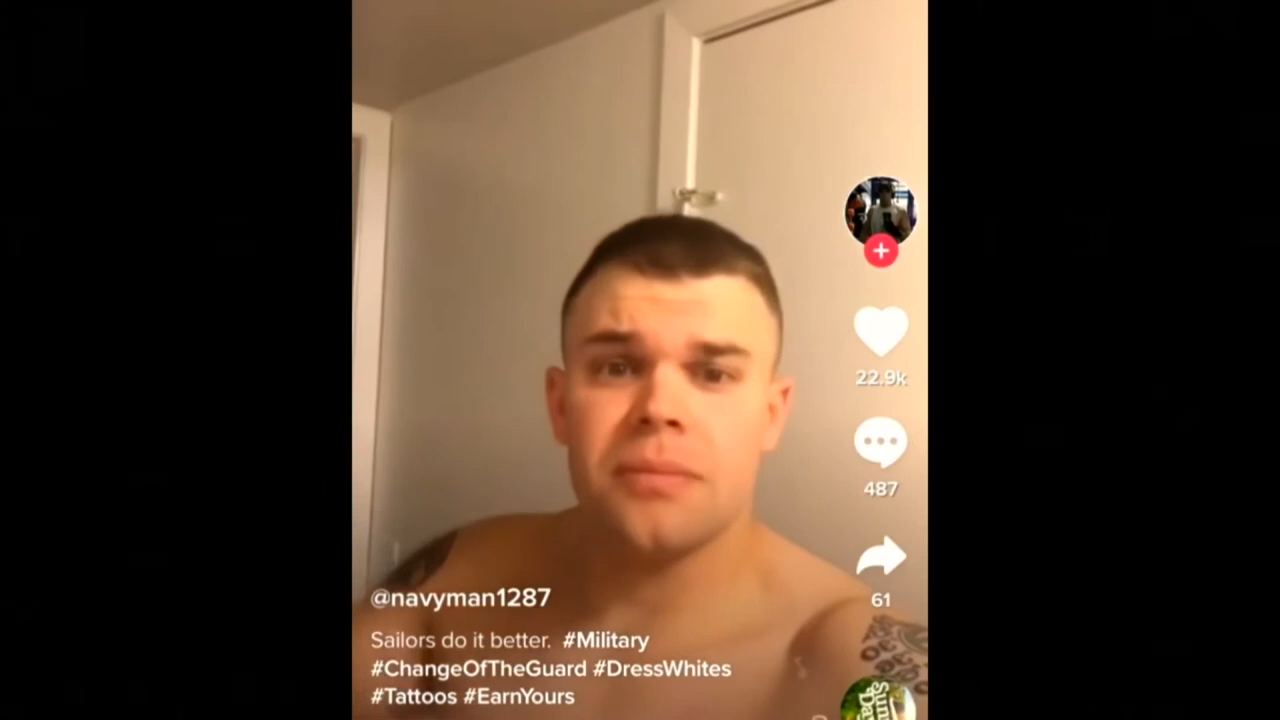 22.9k
487
61
@navyman1287
Sailors do it better. #Military
#ChangeOfTheGuard #DressWhites
#Tattoos #EarnYours